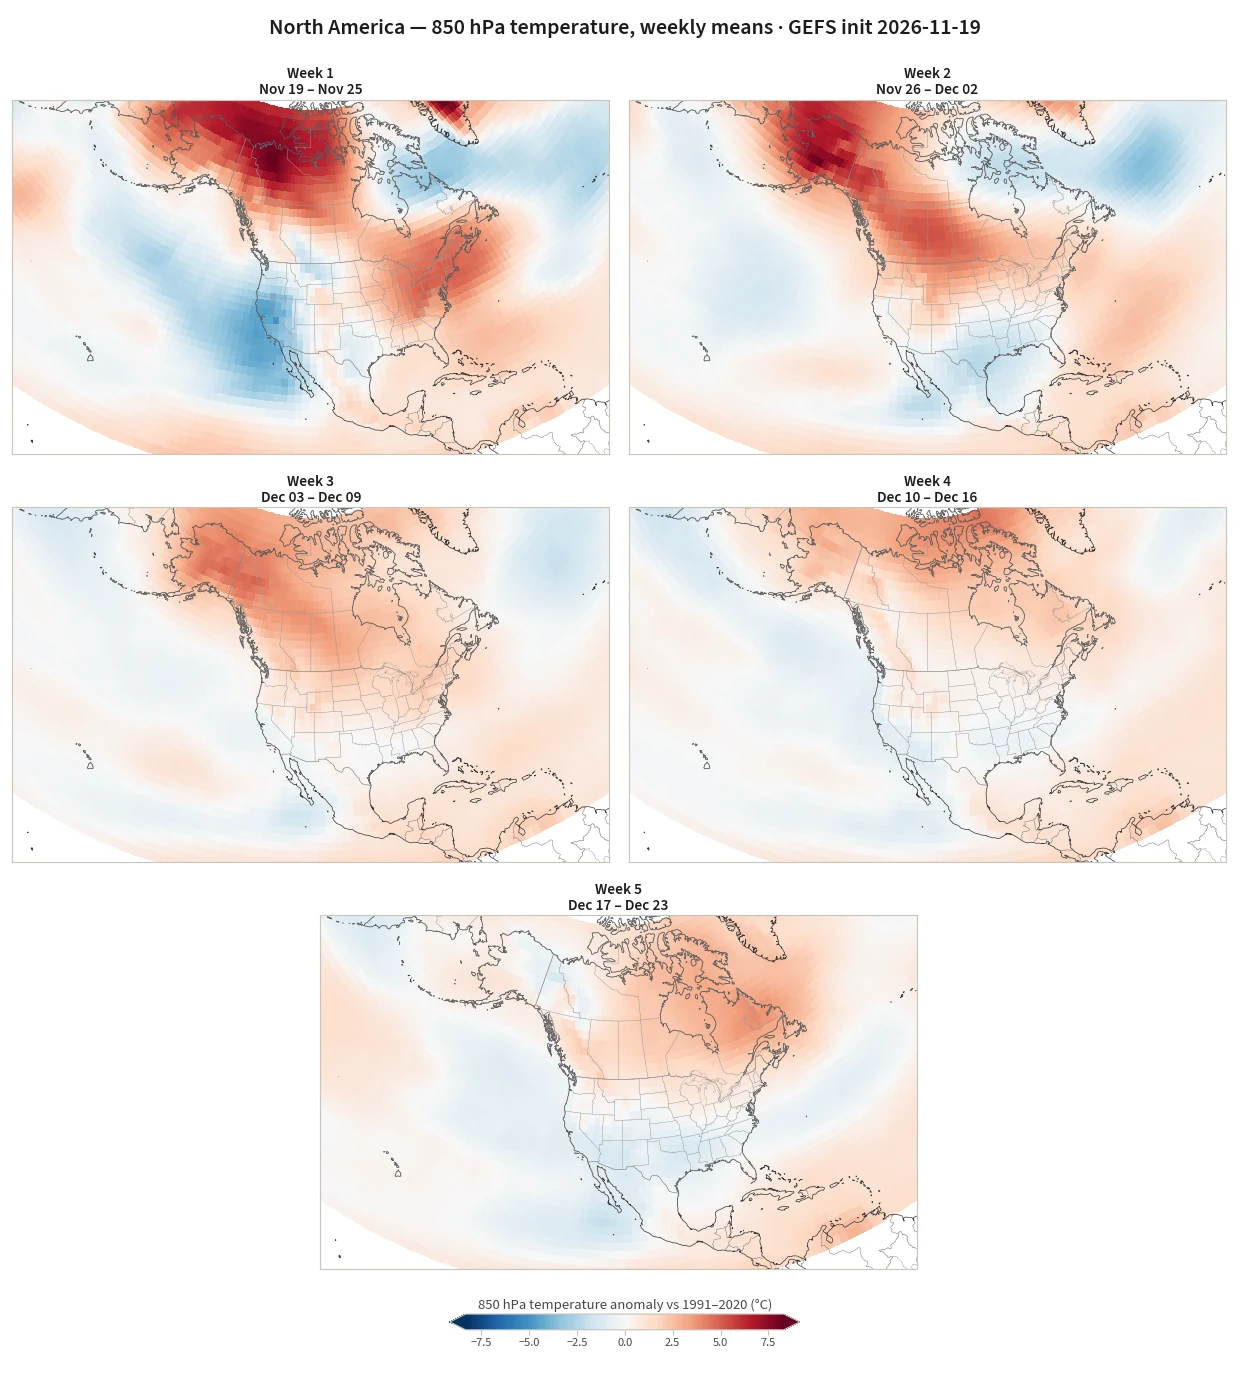 North America — 850 hPa temperature, weekly means · GEFS init 2026-11-19
Week 1
Nov 19 – Nov 25
Week 2
Nov 26 – Dec 02
Week 3
Dec 03 – Dec 09
Week 4
Dec 10 – Dec 16
Week 5
Dec 17 – Dec 23
850 hPa temperature anomaly vs 1991–2020 (°C)
−7.5 −5.0 −2.5 0.0 2.5 5.0 7.5